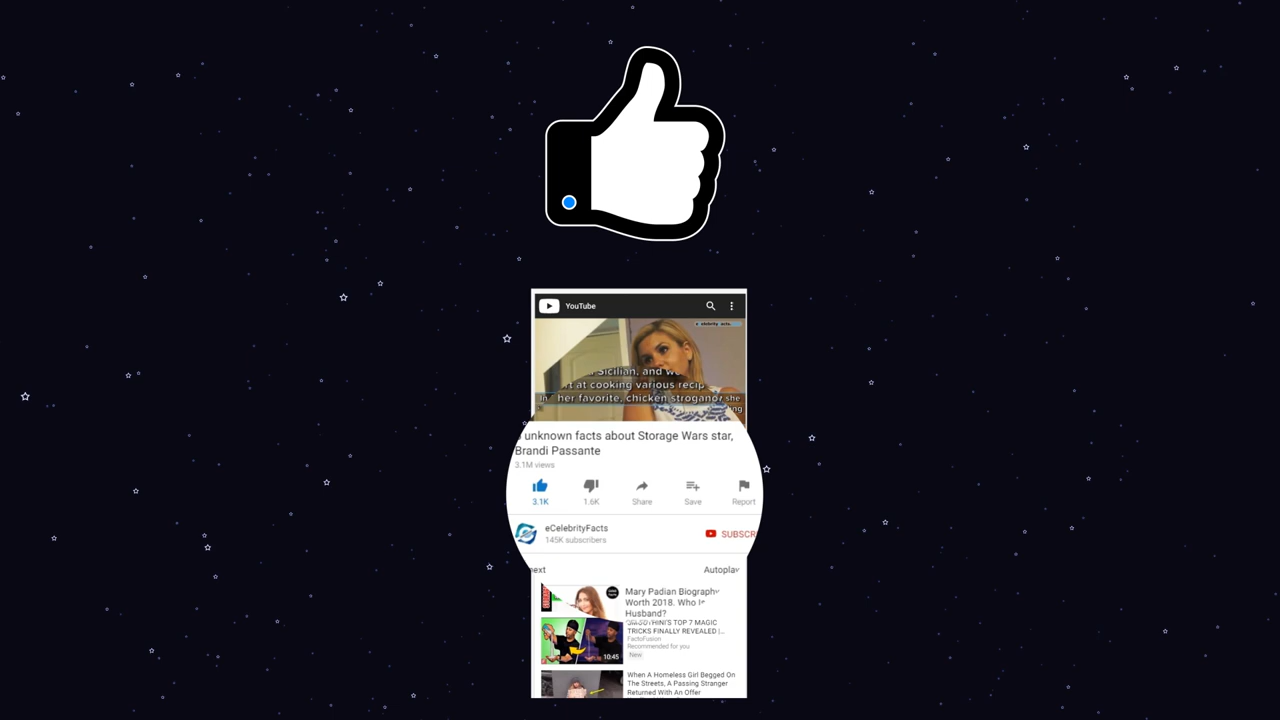 YouTube
Sicilian, and
at cooking various recip
her favorite, chicken stroganoff she
unknown facts about Storage Wars star,
Brandi Passante
3.1M views
3.1K
1.6K
Share
Save
Report
eCelebrityFacts
145K subscribers
SUBSCR
next
Autoplay
Mary Padian Biography
Worth 2018. Who Is
Husband?
TOP 7 MAGIC
TRICKS FINALLY REVEALED |...
FactoFusion
Recommended for you
New
10:45
When A Homeless Girl Begged On
The Streets, A Passing Stranger
Returned With An Offer